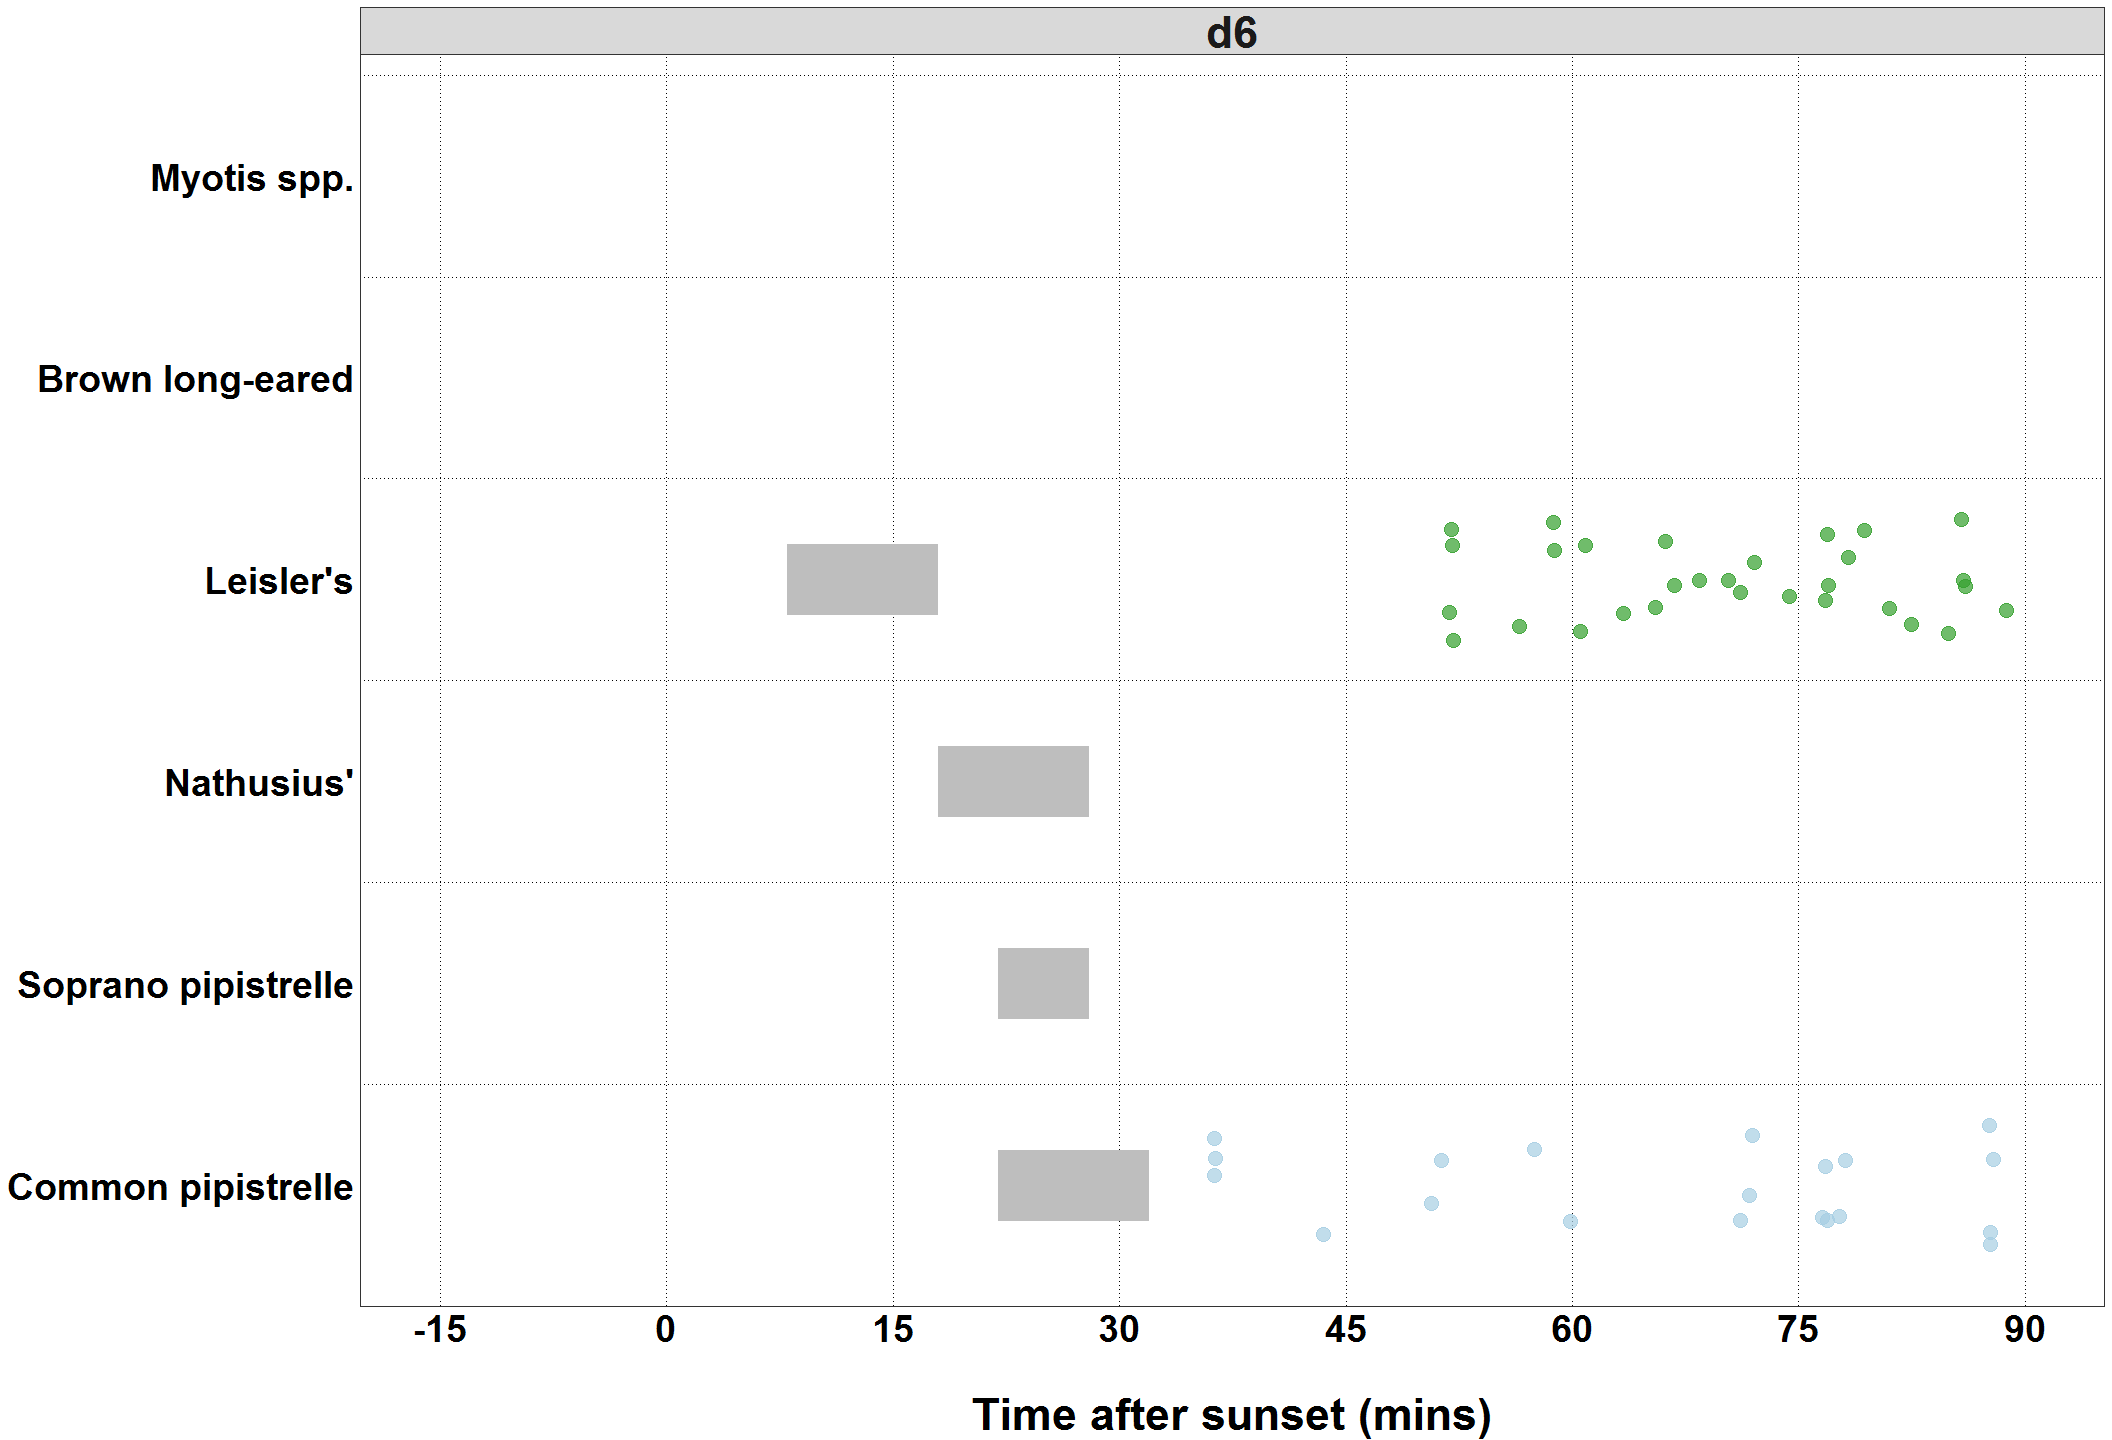 d6
Myotis spp.
Brown long-eared
Leisler's
Nathusius'
Soprano pipistrelle
Common pipistrelle
-15 0 15 30 45 60 75 90
Time after sunset (mins)